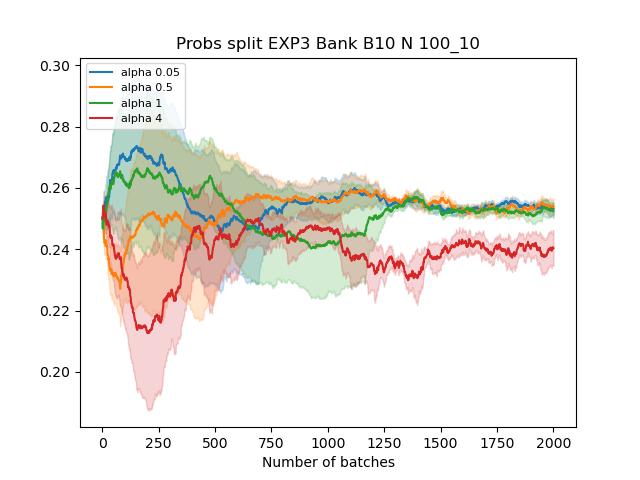 Probs split EXP3 Bank B10 N 100_10
alpha 0.05
alpha 0.5
alpha 1
alpha 4
0.30
0.28
0.26
0.24
0.22
0.20
0 250 500 750 1000 1250 1500 1750 2000
Number of batches